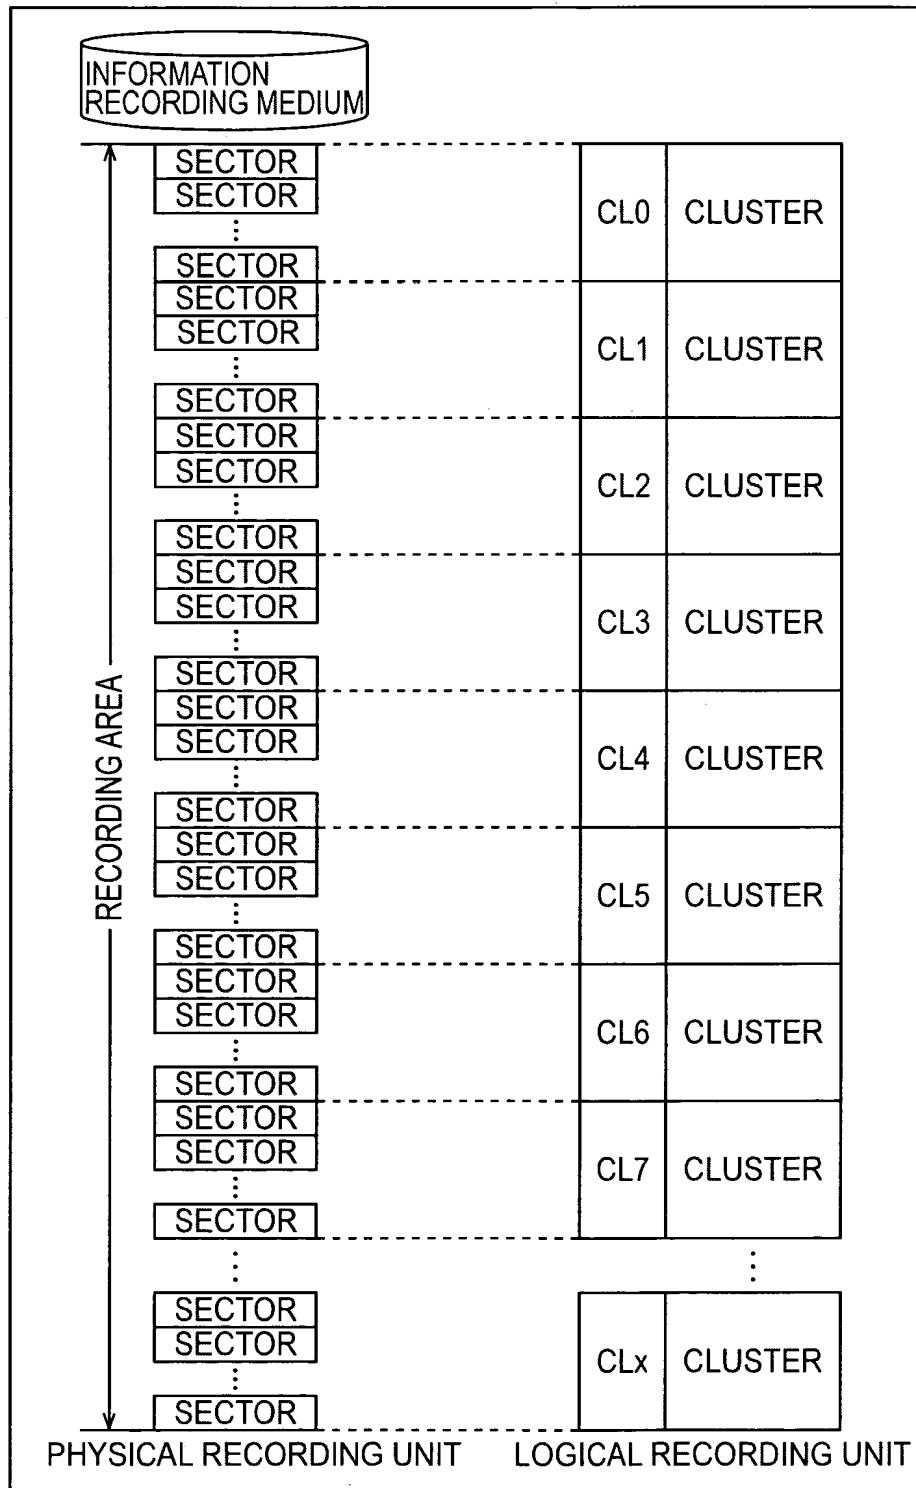 INFORMATION
RECORDING MEDIUM
RECORDING AREA
SECTOR
SECTOR
SECTOR
CL0 CLUSTER
SECTOR
SECTOR
SECTOR
CL1 CLUSTER
SECTOR
SECTOR
SECTOR
CL2 CLUSTER
SECTOR
SECTOR
SECTOR
CL3 CLUSTER
SECTOR
SECTOR
SECTOR
CL4 CLUSTER
SECTOR
SECTOR
SECTOR
CL5 CLUSTER
SECTOR
SECTOR
SECTOR
CL6 CLUSTER
SECTOR
SECTOR
SECTOR
CL7 CLUSTER
SECTOR
SECTOR
SECTOR
CLx CLUSTER
PHYSICAL RECORDING UNIT
LOGICAL RECORDING UNIT